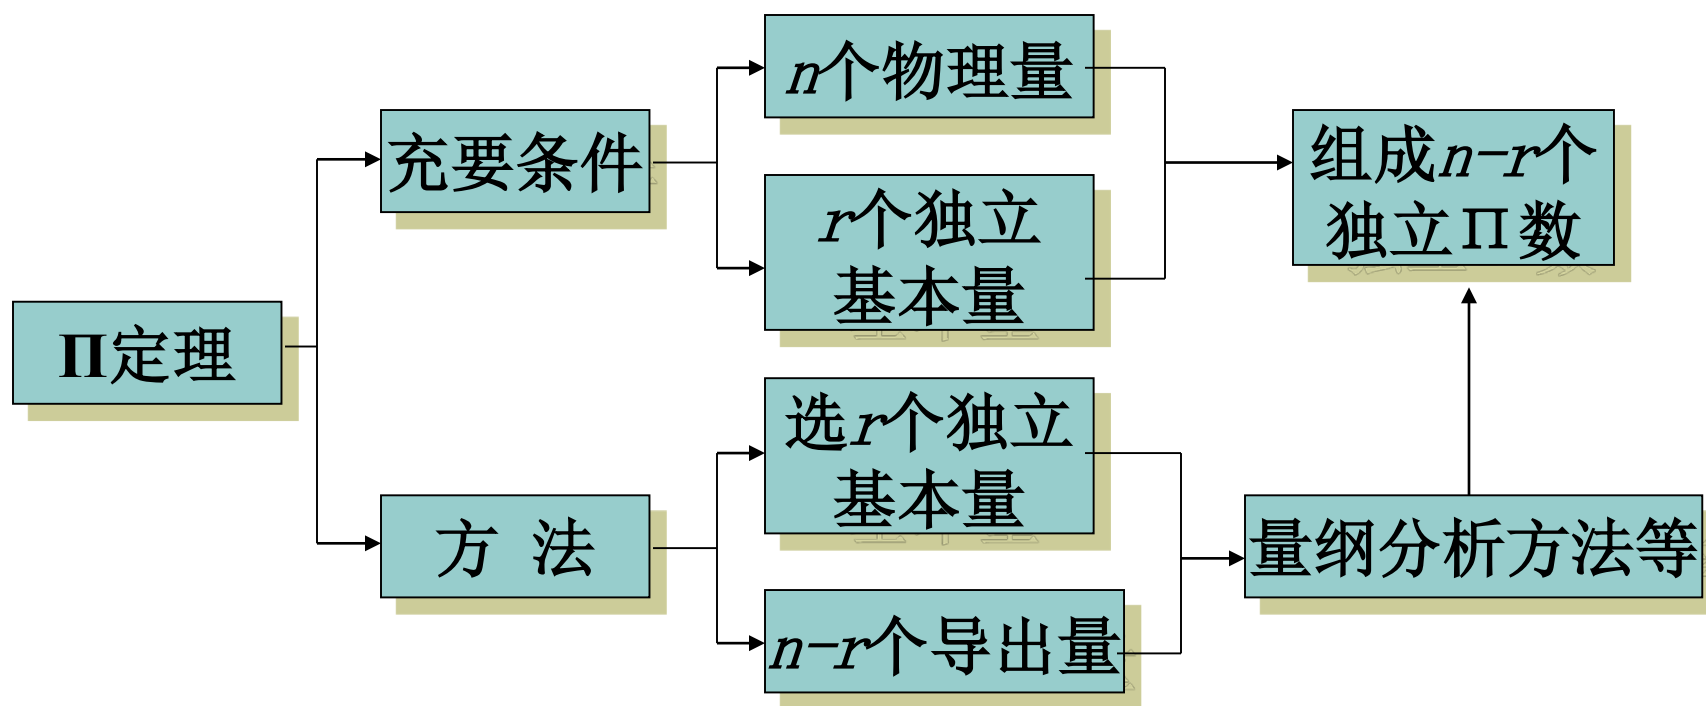 Π定理
充要条件
n个物理量
r个独立
基本量
组成n-r个
独立Π数
方 法
选r个独立
基本量
n-r个导出量
量纲分析方法等